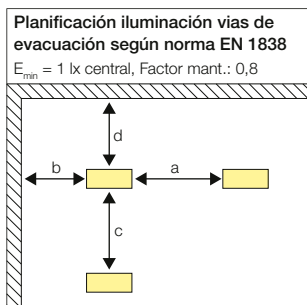 Planificación iluminación vias de
evacuación según norma EN 1838
Emin = 1 lx central, Factor mant.: 0,8
d
b
a
c